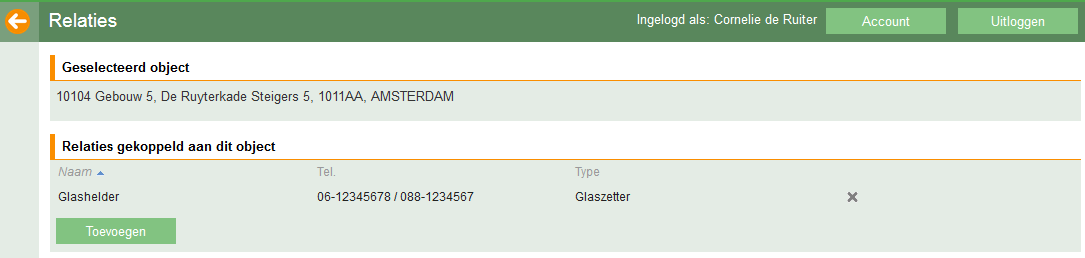 Relaties
Ingelogd als: Cornelie de Ruiter
Account
Uitloggen
Geselecteerd object
10104 Gebouw 5, De Ruyterkade Steigers 5, 1011AA, AMSTERDAM
Relaties gekoppeld aan dit object
Naam Tel. Type
Glashelder 06-12345678 / 088-1234567 Glaszetter
Toevoegen